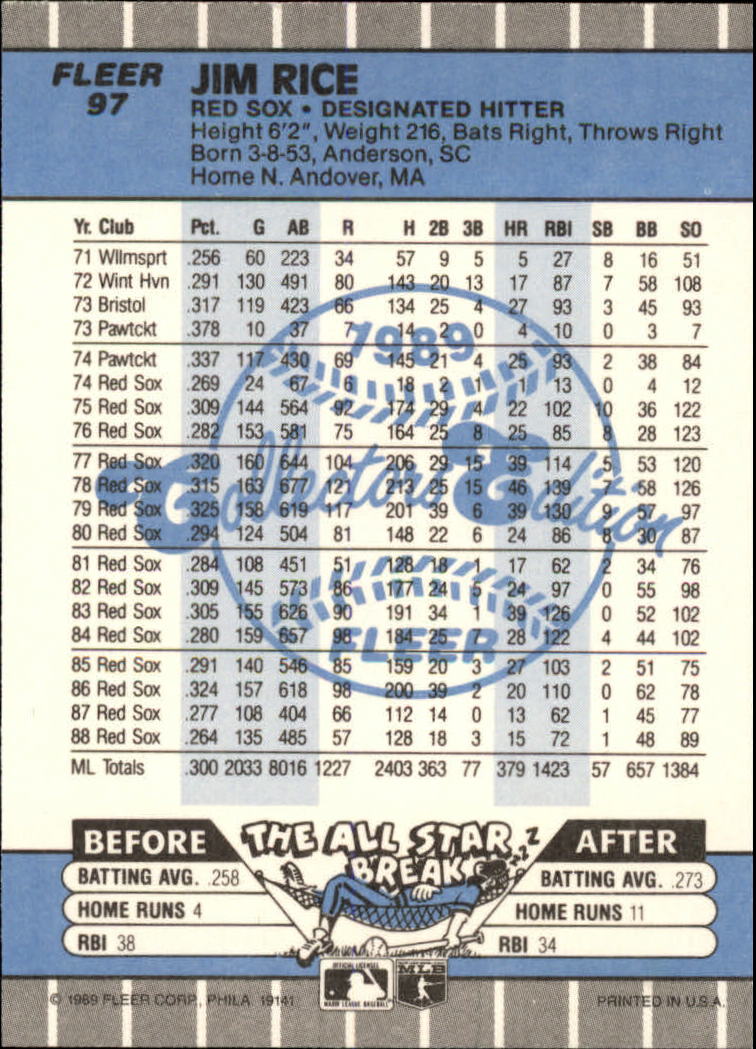 FLEER
97
JIM RICE
RED SOX • DESIGNATED HITTER
Height 6'2", Weight 216, Bats Right, Throws Right
Born 3-8-53, Anderson, SC
Home N. Andover, MA
Yr. Club Pct. G AB R H 2B 3B HR RBI SB BB SO
71 Wllmsprt .256 60 223 34 57 9 5 5 27 8 16 51
72 Wint Hvn .291 130 491 80 143 20 13 17 87 7 58 108
73 Bristol .317 119 423 66 134 25 4 27 93 3 45 93
73 Pawtckt .378 10 37 7 14 2 0 4 10 0 3 7
74 Pawtckt .337 117 430 69 145 21 4 25 93 2 38 84
74 Red Sox .269 24 67 6 18 2 1 1 13 0 4 12
75 Red Sox .309 144 564 92 174 29 4 22 102 10 36 122
76 Red Sox .282 153 581 75 164 25 8 25 85 8 28 123
77 Red Sox .320 160 644 104 206 29 15 39 114 5 53 120
78 Red Sox .315 163 677 121 213 25 15 46 139 7 58 126
79 Red Sox .325 158 619 117 201 39 6 39 130 9 57 97
80 Red Sox .294 124 504 81 148 22 6 24 86 8 30 87
81 Red Sox .284 108 451 51 128 18 1 17 62 2 34 76
82 Red Sox .309 145 573 86 177 24 5 24 97 0 55 98
83 Red Sox .305 155 626 90 191 34 1 39 126 0 52 102
84 Red Sox .280 159 657 98 184 25 7 28 122 4 44 102
85 Red Sox .291 140 546 85 159 20 3 27 103 2 51 75
86 Red Sox .324 157 618 98 200 39 2 20 110 0 62 78
87 Red Sox .277 108 404 66 112 14 0 13 62 1 45 77
88 Red Sox .264 135 485 57 128 18 3 15 72 1 48 89
ML Totals .300 2033 8016 1227 2403 363 77 379 1423 57 657 1384
1989
Collectors Edition
FLEER
BEFORE THE ALL STAR BREAK ZZZ AFTER
BATTING AVG. .258 BATTING AVG. .273
HOME RUNS 4 HOME RUNS 11
RBI 38 RBI 34
OFFICIAL LICENSEE
MAJOR LEAGUE BASEBALL
MLB
© 1989 FLEER CORP., PHILA. 19141 PRINTED IN U.S.A.